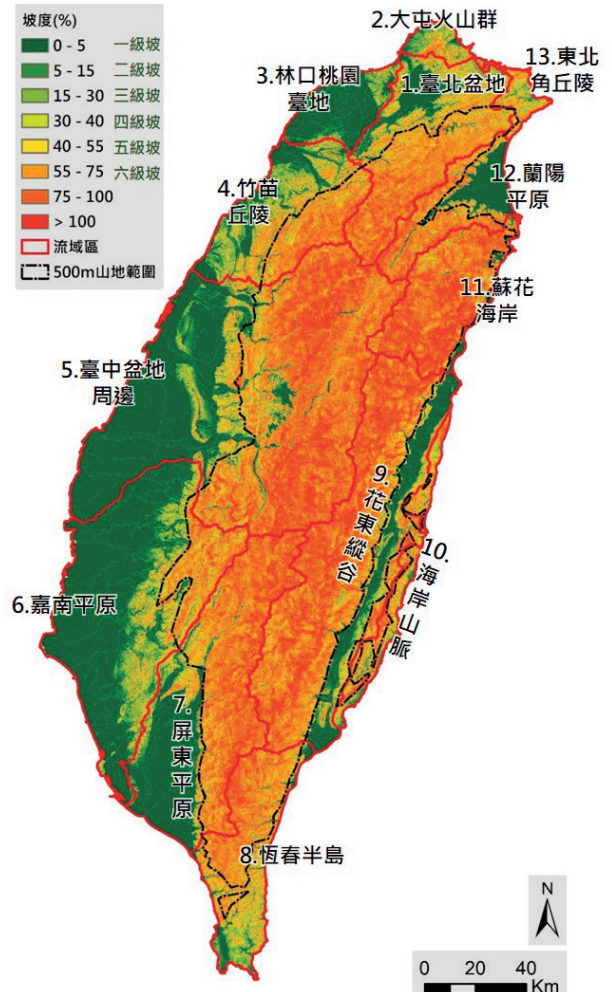 坡度(%)
0 - 5 一級坡
5 - 15 二級坡
15 - 30 三級坡
30 - 40 四級坡
40 - 55 五級坡
55 - 75 六級坡
75 - 100
> 100
流域區
500m山地範圍
2.大屯火山群
13.東北
角丘陵
3.林口桃園
臺地
1.臺北盆地
12.蘭陽
平原
4.竹苗
丘陵
11.蘇花
海岸
5.臺中盆地
周邊
9.花東縱谷
10.海岸山脈
6.嘉南平原
7.屏東平原
8.恆春半島
N
0 20 40
Km